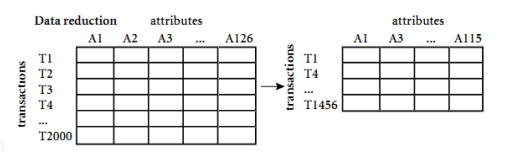 Data reduction attributes
A1 A2 A3 ... A126
transactions
T1
T2
T3
T4
...
T2000
attributes
A1 A3 ... A115
transactions
T1
T4
...
T1456